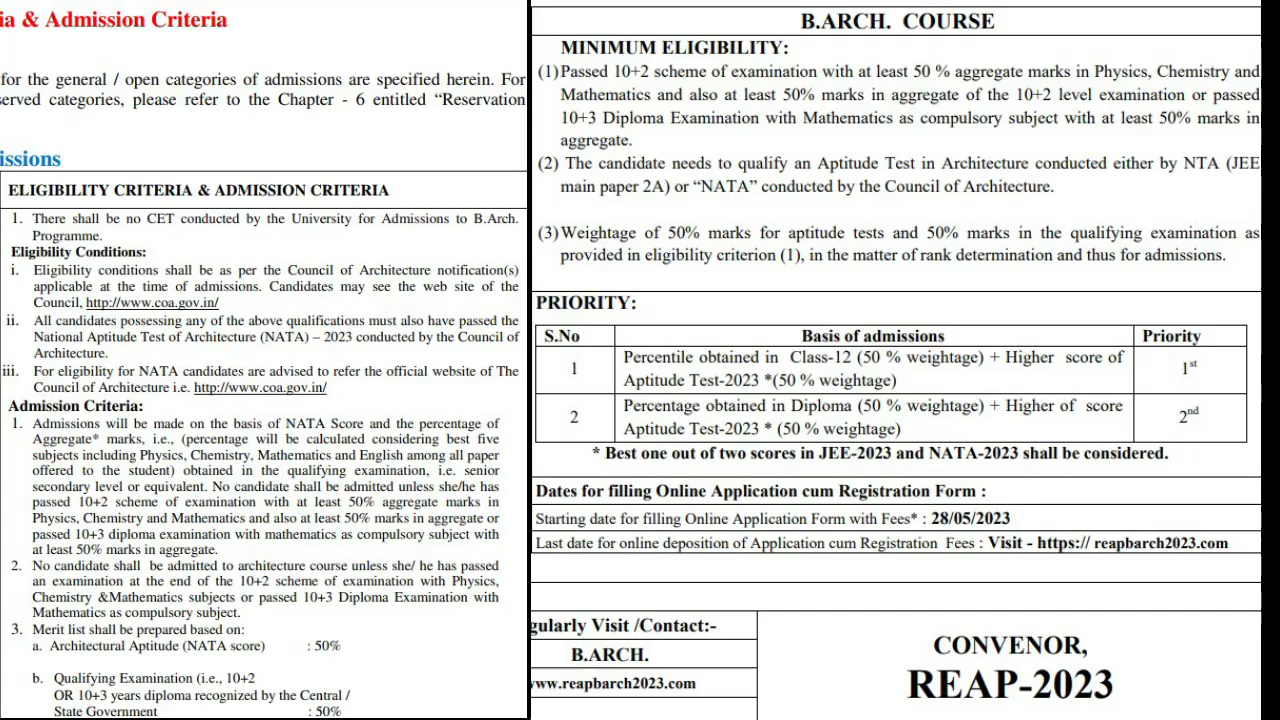 ia & Admission Criteria
for the general / open categories of admissions are specified herein. For
served categories, please refer to the Chapter - 6 entitled “Reservation
issions
ELIGIBILITY CRITERIA & ADMISSION CRITERIA
1. There shall be no CET conducted by the University for Admissions to B.Arch.
Programme.
Eligibility Conditions:
i. Eligibility conditions shall be as per the Council of Architecture notification(s)
applicable at the time of admissions. Candidates may see the web site of the
Council, http://www.coa.gov.in/
ii. All candidates possessing any of the above qualifications must also have passed the
National Aptitude Test of Architecture (NATA) – 2023 conducted by the Council of
Architecture.
iii. For eligibility for NATA candidates are advised to refer the official website of The
Council of Architecture i.e. http://www.coa.gov.in/
Admission Criteria:
1. Admissions will be made on the basis of NATA Score and the percentage of
Aggregate* marks, i.e., (percentage will be calculated considering best five
subjects including Physics, Chemistry, Mathematics and English among all paper
offered to the student) obtained in the qualifying examination, i.e. senior
secondary level or equivalent. No candidate shall be admitted unless she/he has
passed 10+2 scheme of examination with at least 50% aggregate marks in
Physics, Chemistry and Mathematics and also at least 50% marks in aggregate or
passed 10+3 diploma examination with mathematics as compulsory subject with
at least 50% marks in aggregate.
2. No candidate shall be admitted to architecture course unless she/ he has passed
an examination at the end of the 10+2 scheme of examination with Physics,
Chemistry &Mathematics subjects or passed 10+3 Diploma Examination with
Mathematics as compulsory subject.
3. Merit list shall be prepared based on:
a. Architectural Aptitude (NATA score) : 50%
b. Qualifying Examination (i.e., 10+2
OR 10+3 years diploma recognized by the Central /
State Government : 50%
B.ARCH. COURSE
MINIMUM ELIGIBILITY:
(1)Passed 10+2 scheme of examination with at least 50 % aggregate marks in Physics, Chemistry and
Mathematics and also at least 50% marks in aggregate of the 10+2 level examination or passed
10+3 Diploma Examination with Mathematics as compulsory subject with at least 50% marks in
aggregate.
(2) The candidate needs to qualify an Aptitude Test in Architecture conducted either by NTA (JEE
main paper 2A) or “NATA” conducted by the Council of Architecture.
(3)Weightage of 50% marks for aptitude tests and 50% marks in the qualifying examination as
provided in eligibility criterion (1), in the matter of rank determination and thus for admissions.
PRIORITY:
S.No Basis of admissions Priority
1 Percentile obtained in Class-12 (50 % weightage) + Higher score of
Aptitude Test-2023 *(50 % weightage) 1st
2 Percentage obtained in Diploma (50 % weightage) + Higher of score
Aptitude Test-2023 * (50 % weightage) 2nd
* Best one out of two scores in JEE-2023 and NATA-2023 shall be considered.
Dates for filling Online Application cum Registration Form :
Starting date for filling Online Application Form with Fees* : 28/05/2023
Last date for online deposition of Application cum Registration Fees : Visit - https:// reapbarch2023.com
gularly Visit /Contact:-
B.ARCH.
www.reapbarch2023.com
CONVENOR,
REAP-2023